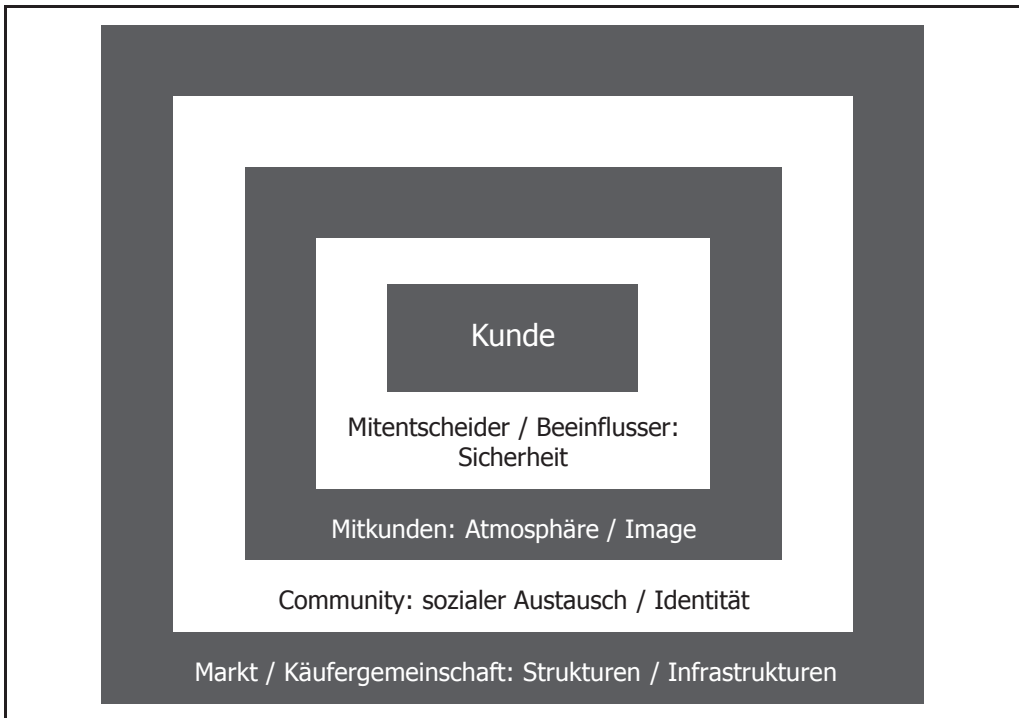 Kunde
Mitentscheider / Beeinflusser:
Sicherheit
Mitkunden: Atmosphäre / Image
Community: sozialer Austausch / Identität
Markt / Käufergemeinschaft: Strukturen / Infrastrukturen